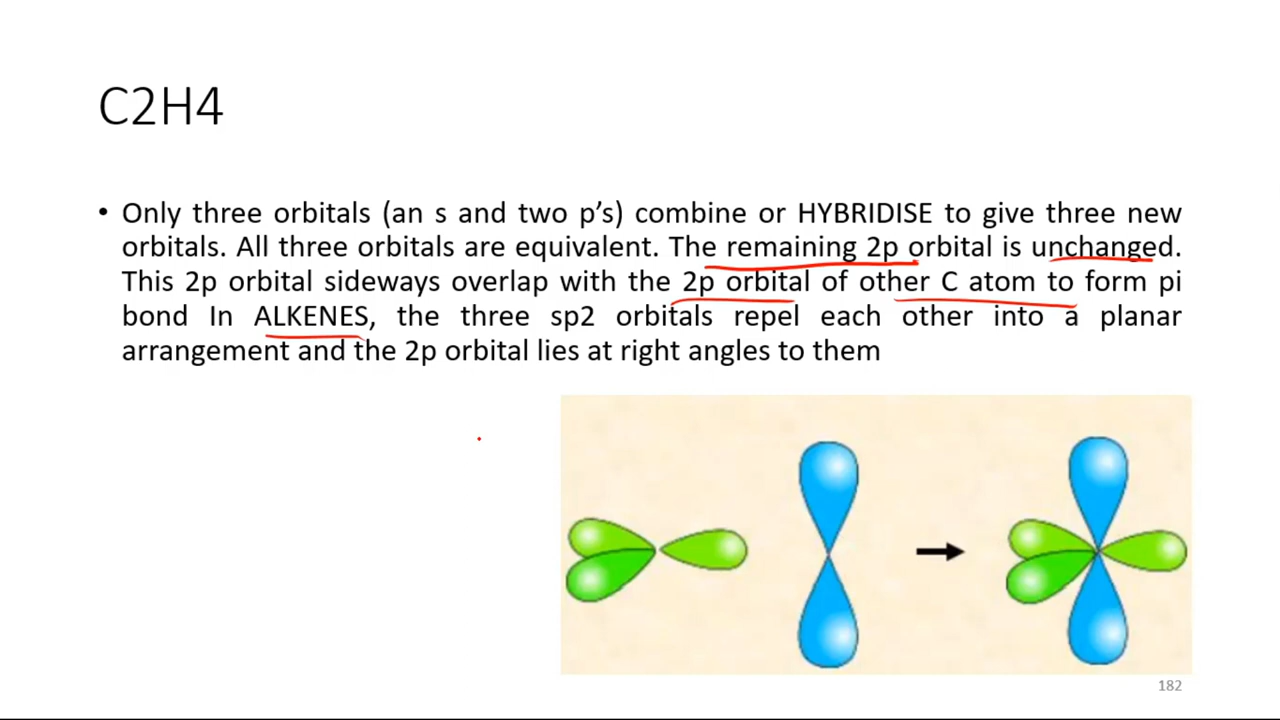 C2H4
• Only three orbitals (an s and two p’s) combine or HYBRIDISE to give three new
orbitals. All three orbitals are equivalent. The remaining 2p orbital is unchanged.
This 2p orbital sideways overlap with the 2p orbital of other C atom to form pi
bond In ALKENES, the three sp2 orbitals repel each other into a planar
arrangement and the 2p orbital lies at right angles to them
182